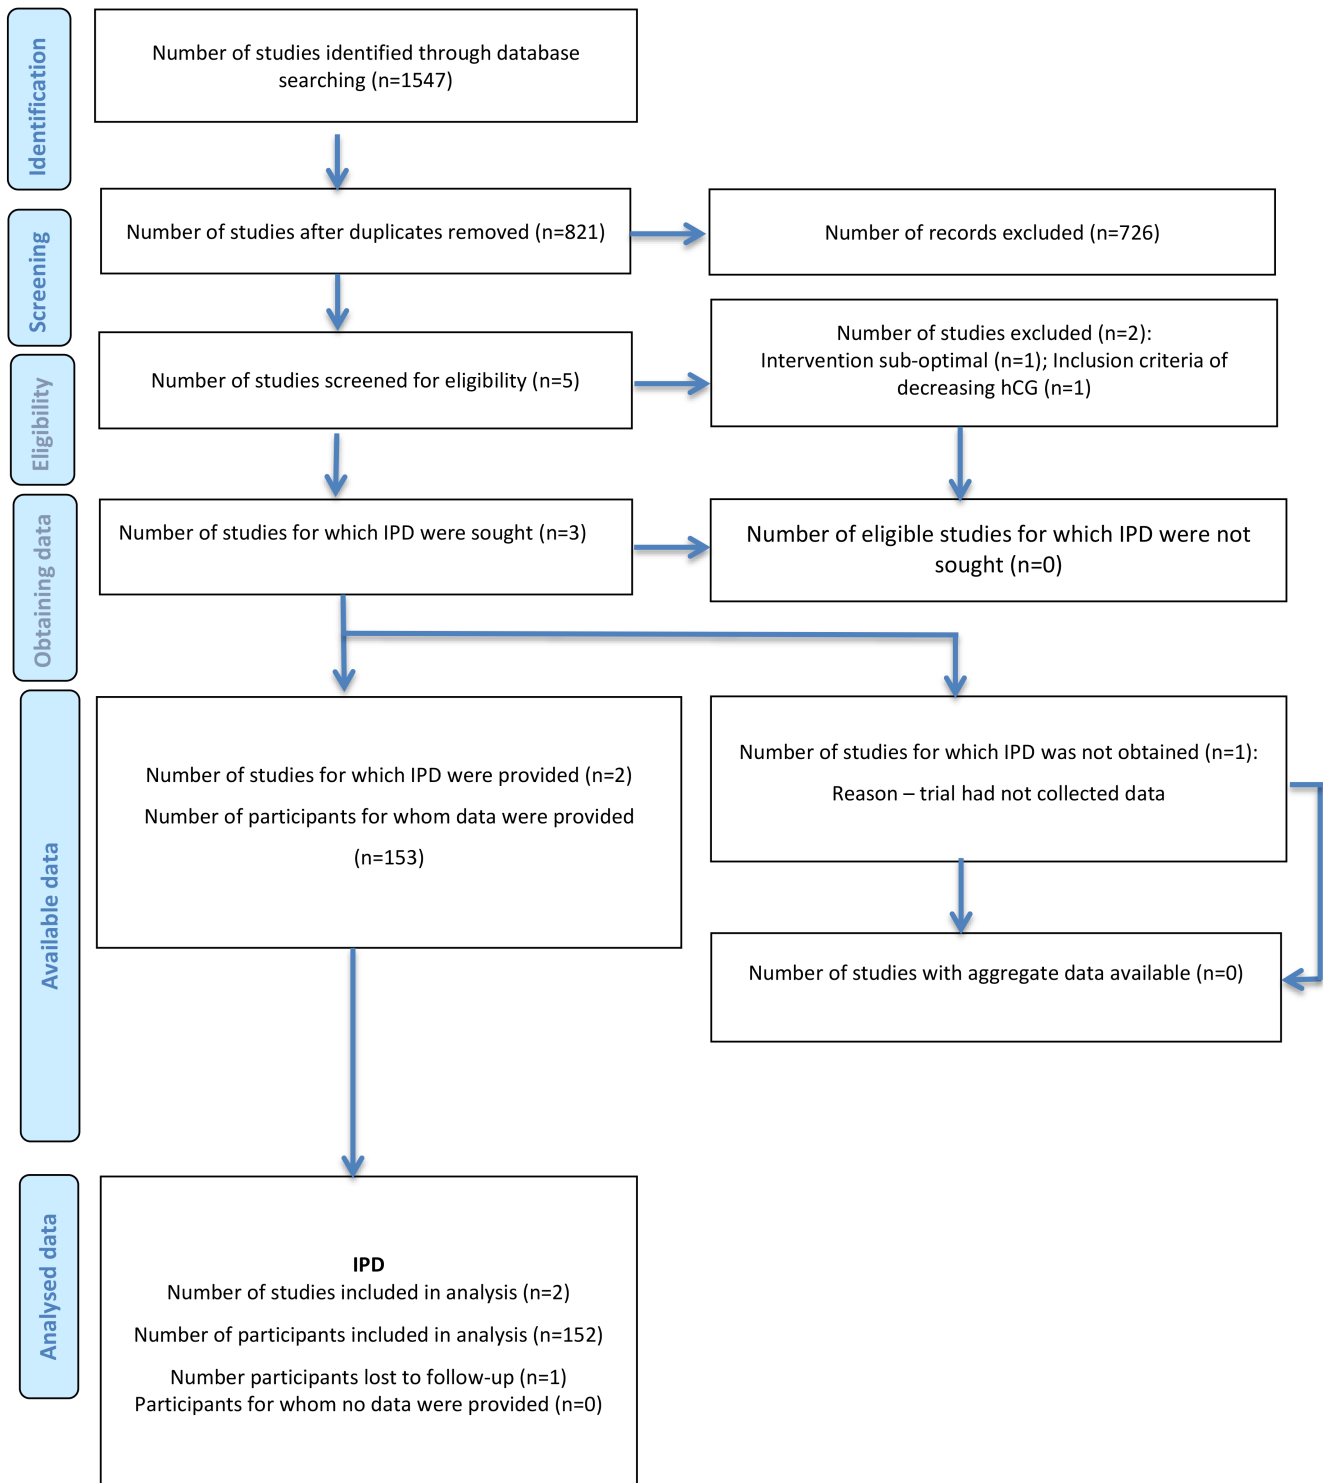 Identification
Number of studies identified through database
searching (n=1547)
Screening
Number of studies after duplicates removed (n=821)
Number of records excluded (n=726)
Eligibility
Number of studies screened for eligibility (n=5)
Number of studies excluded (n=2):
Intervention sub-optimal (n=1); Inclusion criteria of
decreasing hCG (n=1)
Obtaining data
Number of studies for which IPD were sought (n=3)
Number of eligible studies for which IPD were not
sought (n=0)
Available data
Number of studies for which IPD were provided (n=2)
Number of participants for whom data were provided
(n=153)
Number of studies for which IPD was not obtained (n=1):
Reason – trial had not collected data
Number of studies with aggregate data available (n=0)
Analysed data
IPD
Number of studies included in analysis (n=2)
Number of participants included in analysis (n=152)
Number participants lost to follow-up (n=1)
Participants for whom no data were provided (n=0)